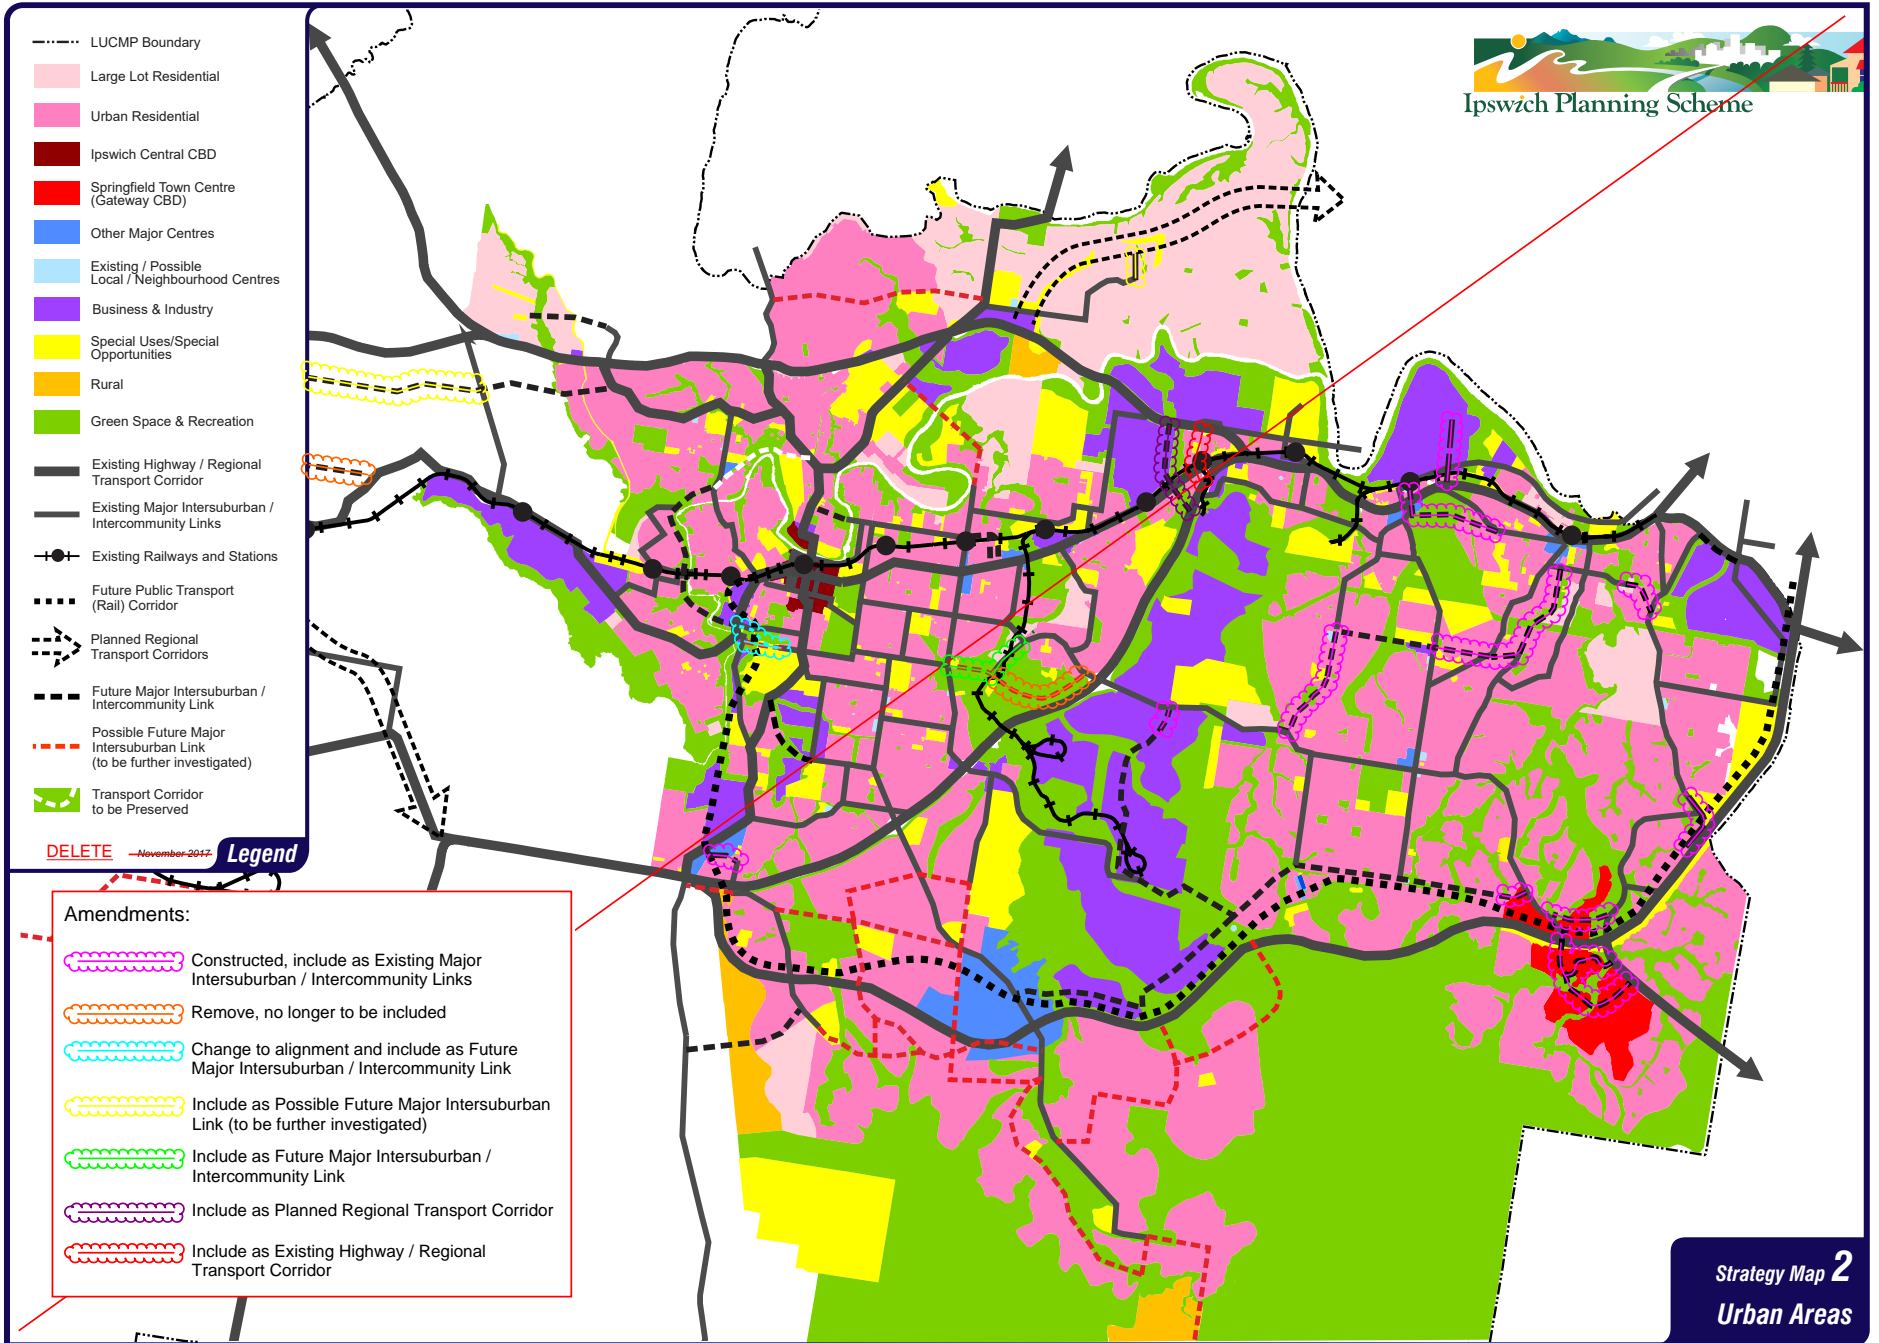 LUCMP Boundary
Large Lot Residential
Urban Residential
Ipswich Central CBD
Springfield Town Centre
(Gateway CBD)
Other Major Centres
Existing / Possible
Local / Neighbourhood Centres
Business & Industry
Special Uses/Special
Opportunities
Rural
Green Space & Recreation
Existing Highway / Regional
Transport Corridor
Existing Major Intersuburban /
Intercommunity Links
Existing Railways and Stations
Future Public Transport
(Rail) Corridor
Planned Regional
Transport Corridors
Future Major Intersuburban /
Intercommunity Link
Possible Future Major
Intersuburban Link
(to be further investigated)
Transport Corridor
to be Preserved
DELETE November 2017 Legend
Ipswich Planning Scheme
Amendments:
Constructed, include as Existing Major
Intersuburban / Intercommunity Links
Remove, no longer to be included
Change to alignment and include as Future
Major Intersuburban / Intercommunity Link
Include as Possible Future Major Intersuburban
Link (to be further investigated)
Include as Future Major Intersuburban /
Intercommunity Link
Include as Planned Regional Transport Corridor
Include as Existing Highway / Regional
Transport Corridor
Strategy Map 2
Urban Areas